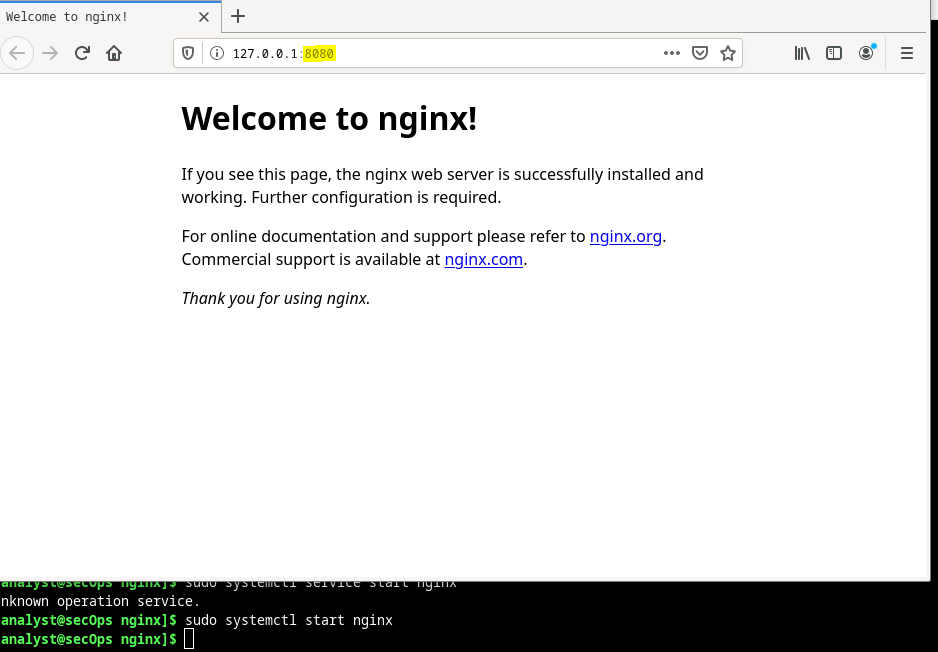 Welcome to nginx!
127.0.0.1:8080
Welcome to nginx!
If you see this page, the nginx web server is successfully installed and
working. Further configuration is required.
For online documentation and support please refer to nginx.org.
Commercial support is available at nginx.com.
Thank you for using nginx.
analyst@secOps nginx]$ sudo systemctl service start nginx
nknown operation service.
analyst@secOps nginx]$ sudo systemctl start nginx
analyst@secOps nginx]$